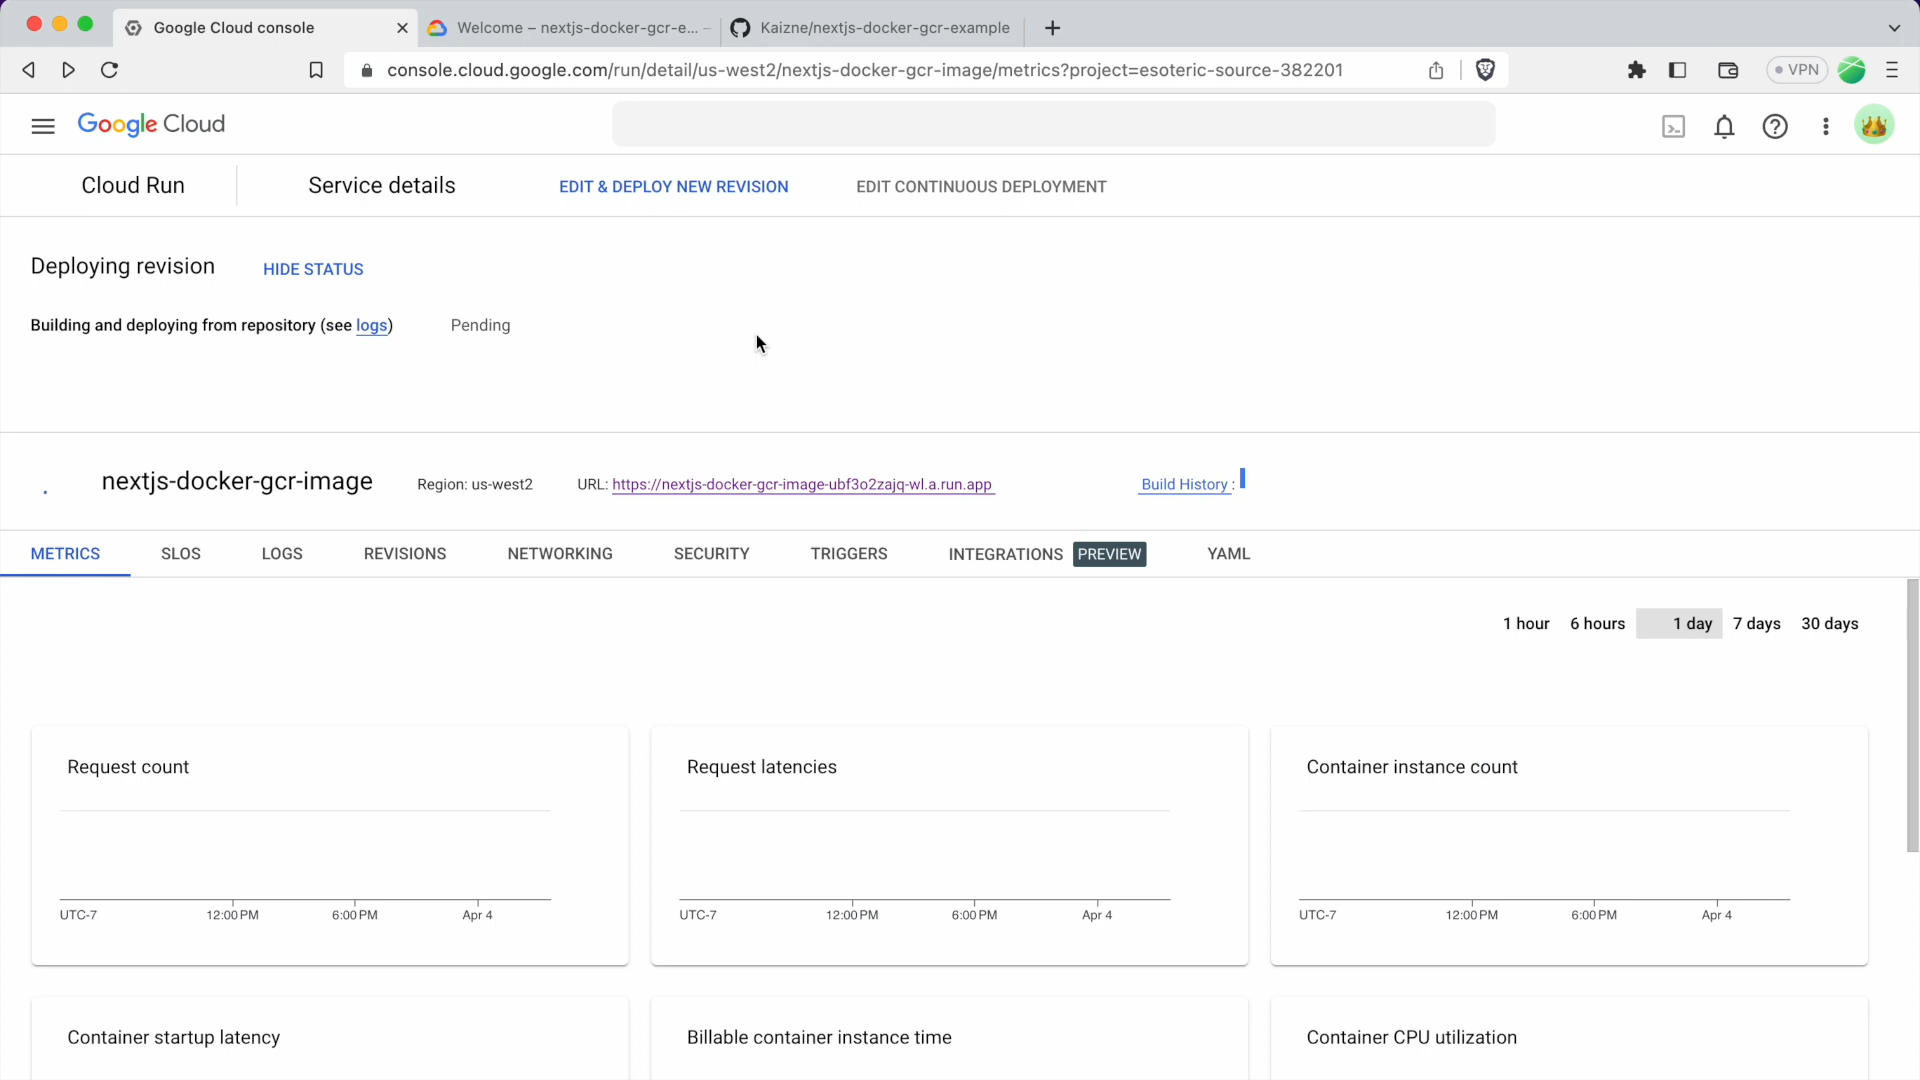 Google Cloud console
Welcome – nextjs-docker-gcr-e...
Kaizne/nextjs-docker-gcr-example
console.cloud.google.com/run/detail/us-west2/nextjs-docker-gcr-image/metrics?project=esoteric-source-382201
VPN
Google Cloud
Cloud Run
Service details
EDIT & DEPLOY NEW REVISION
EDIT CONTINUOUS DEPLOYMENT
Deploying revision
HIDE STATUS
Building and deploying from repository (see logs)
Pending
nextjs-docker-gcr-image
Region: us-west2
URL: https://nextjs-docker-gcr-image-ubf3o2zajq-wl.a.run.app
Build History :
METRICS
SLOS
LOGS
REVISIONS
NETWORKING
SECURITY
TRIGGERS
INTEGRATIONS PREVIEW
YAML
1 hour
6 hours
1 day
7 days
30 days
Request count
UTC-7 12:00 PM 6:00 PM Apr 4
Request latencies
UTC-7 12:00 PM 6:00 PM Apr 4
Container instance count
UTC-7 12:00 PM 6:00 PM Apr 4
Container startup latency
Billable container instance time
Container CPU utilization